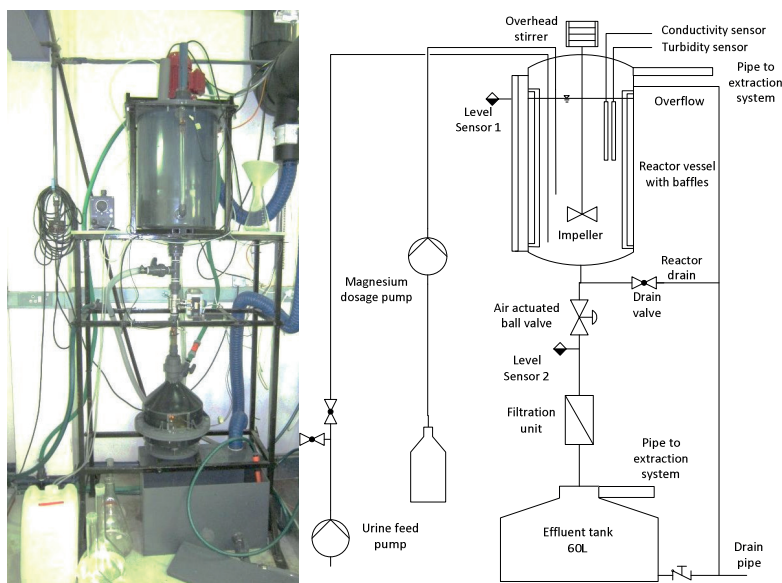 Overhead
stirrer
Conductivity sensor
Turbidity sensor
Pipe to
extraction
system
Level
Sensor 1
Overflow
Reactor vessel
with baffles
Impeller
Magnesium
dosage pump
Reactor
drain
Drain
valve
Air actuated
ball valve
Level
Sensor 2
Filtration
unit
Pipe to
extraction
system
Urine feed
pump
Effluent tank
60L
Drain
pipe